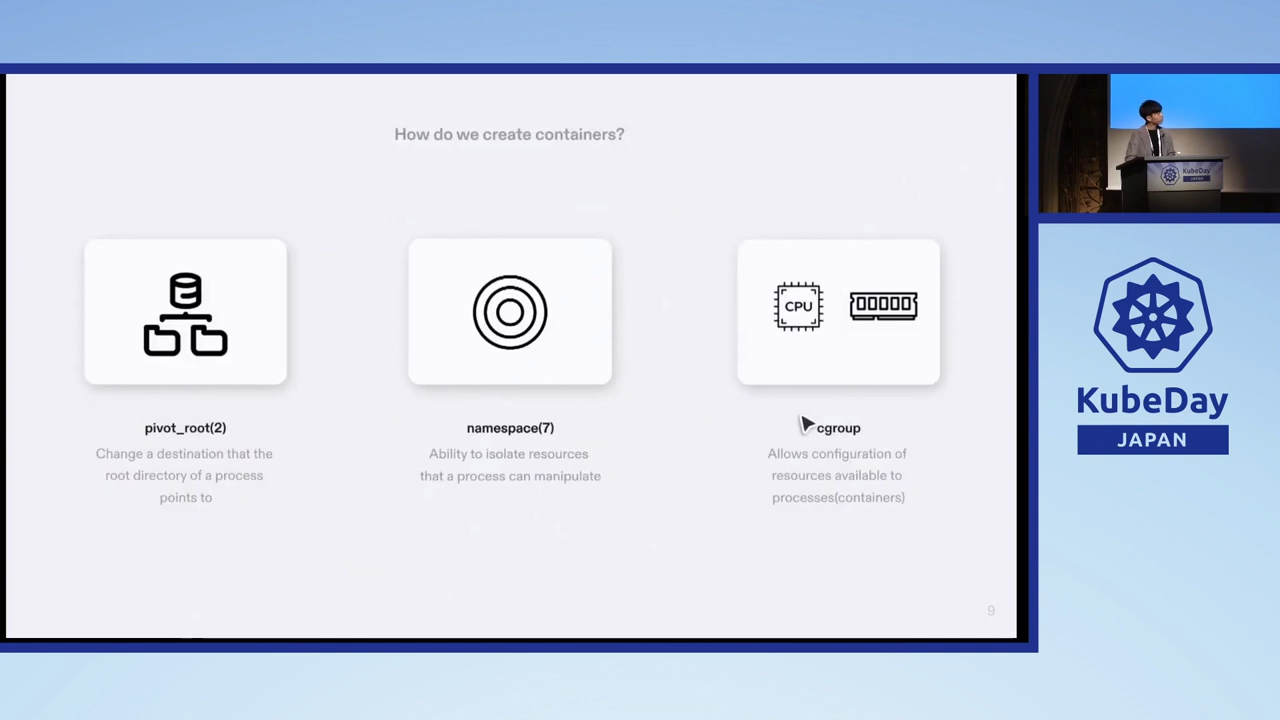 How do we create containers?
CPU
pivot_root(2)
Change a destination that the
root directory of a process
points to
namespace(7)
Ability to isolate resources
that a process can manipulate
cgroup
Allows configuration of
resources available to
processes(containers)
9
KubeDay
JAPAN
KubeDay
JAPAN